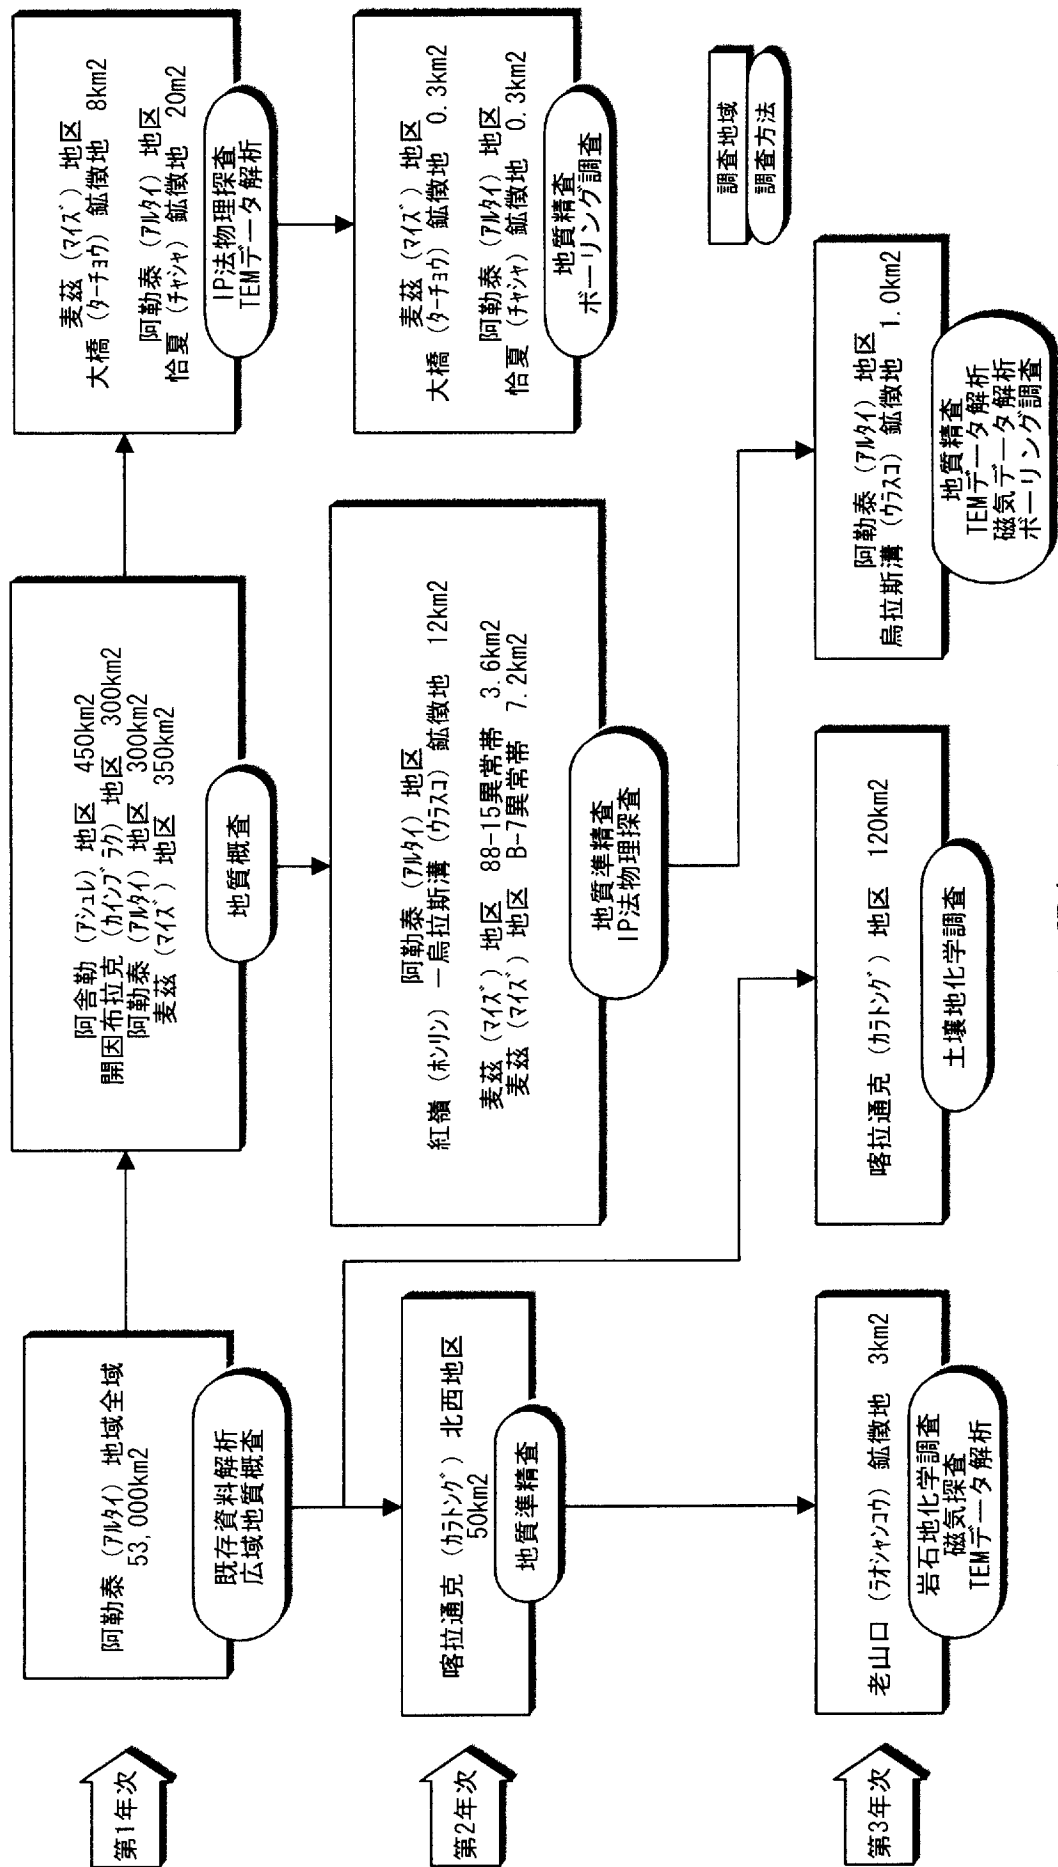 第1年次
阿勒泰 (アルタイ) 地域全域
53,000km2
既存資料解析
広域地質概査
阿舎勒 (アシュレ) 地区 450km2
開因布拉克 (カインブラク) 地区 300km2
阿勒泰 (アルタイ) 地区 300km2
麦茲 (マイズ) 地区 350km2
地質概査
麦茲 (マイズ) 地区
大橋 (ターチョウ) 鉱徴地 8km2
阿勒泰 (アルタイ) 地区
恰夏 (チャシャ) 鉱徴地 20m2
IP法物理探査
TEMデータ解析
第2年次
喀拉通克 (カラトング) 北西地区
50km2
地質準精査
阿勒泰 (アルタイ) 地区
紅嶺 (ホンリン) ー烏拉斯溝 (ウラスコ) 鉱徴地 12km2
麦茲 (マイズ) 地区 88-15異常帯 3.6km2
麦茲 (マイズ) 地区 B-7異常帯 7.2km2
地質準精査
IP法物理探査
麦茲 (マイズ) 地区
大橋 (ターチョウ) 鉱徴地 0.3km2
阿勒泰 (アルタイ) 地区
恰夏 (チャシャ) 鉱徴地 0.3km2
地質精査
ボーリング調査
第3年次
老山口 (ラオシャンコウ) 鉱徴地 3km2
岩石地化学調査
磁気探査
TEMデータ解析
喀拉通克 (カラトング) 地区 120km2
土壌地化学調査
阿勒泰 (アルタイ) 地区
烏拉斯溝 (ウラスコ) 鉱徴地 1.0km2
地質精査
TEMデータ解析
磁気データ解析
ボーリング調査
調査地域
調査方法